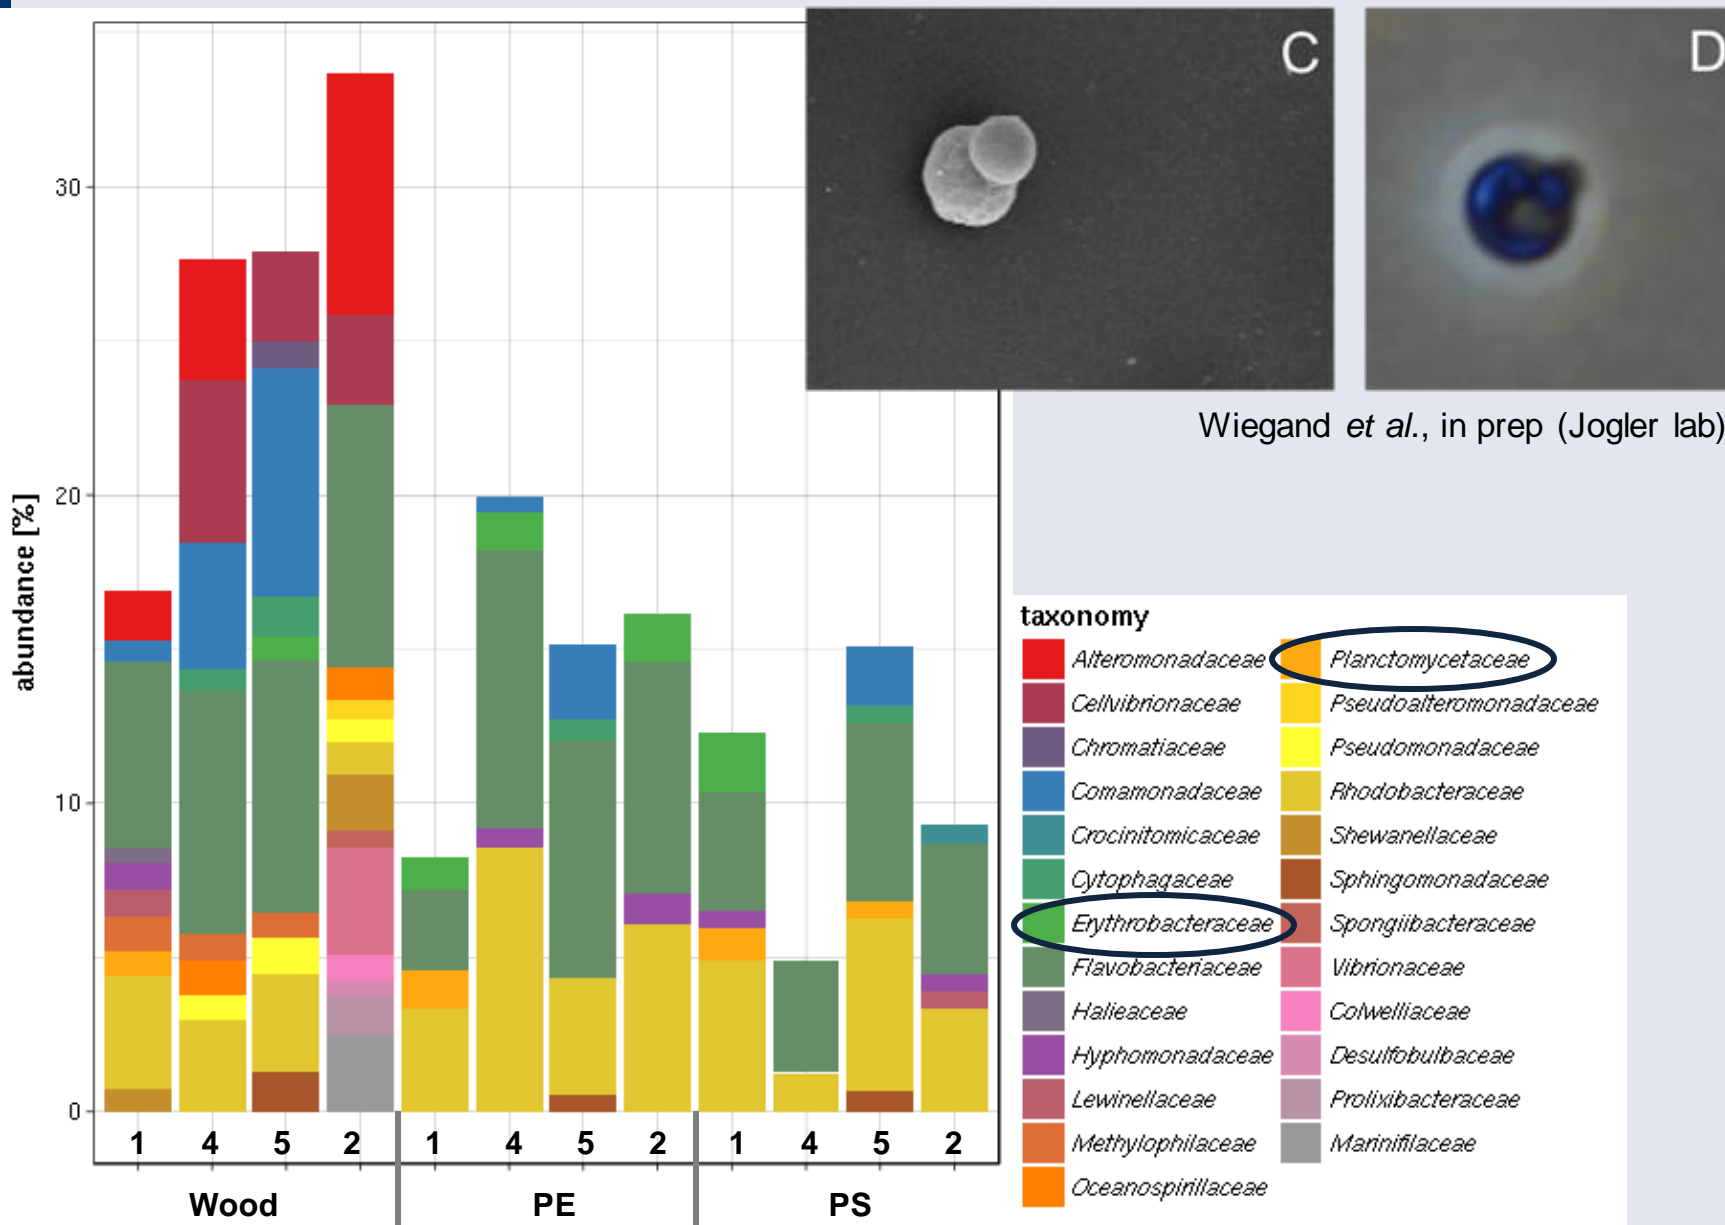 C
D
Wiegand et al., in prep (Jogler lab)
abundance [%]
30
20
10
0
1 4 5 2 1 4 5 2 1 4 5 2
Wood PE PS
taxonomy
Alteromonadaceae
Cellvibrionaceae
Chromatiaceae
Comamonadaceae
Crocinitomicaceae
Cytophagaceae
Erythrobacteraceae
Flavobacteriaceae
Halieaceae
Hyphomonadaceae
Lewinellaceae
Methylophilaceae
Oceanospirillaceae
Planctomycetaceae
Pseudoalteromonadaceae
Pseudomonadaceae
Rhodobacteraceae
Shewanellaceae
Sphingomonadaceae
Spongiibacteraceae
Vibrionaceae
Colwelliaceae
Desulfobulbaceae
Prolixibacteraceae
Marinifilaceae